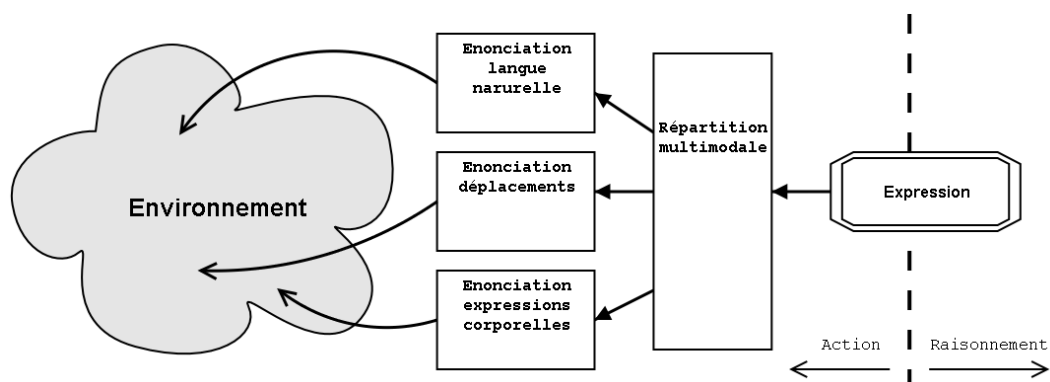 Enonciation
langue
narurelle
Répartition
multimodale
Enonciation
déplacements
Expression
Environnement
Enonciation
expressions
corporelles
Action
Raisonnement